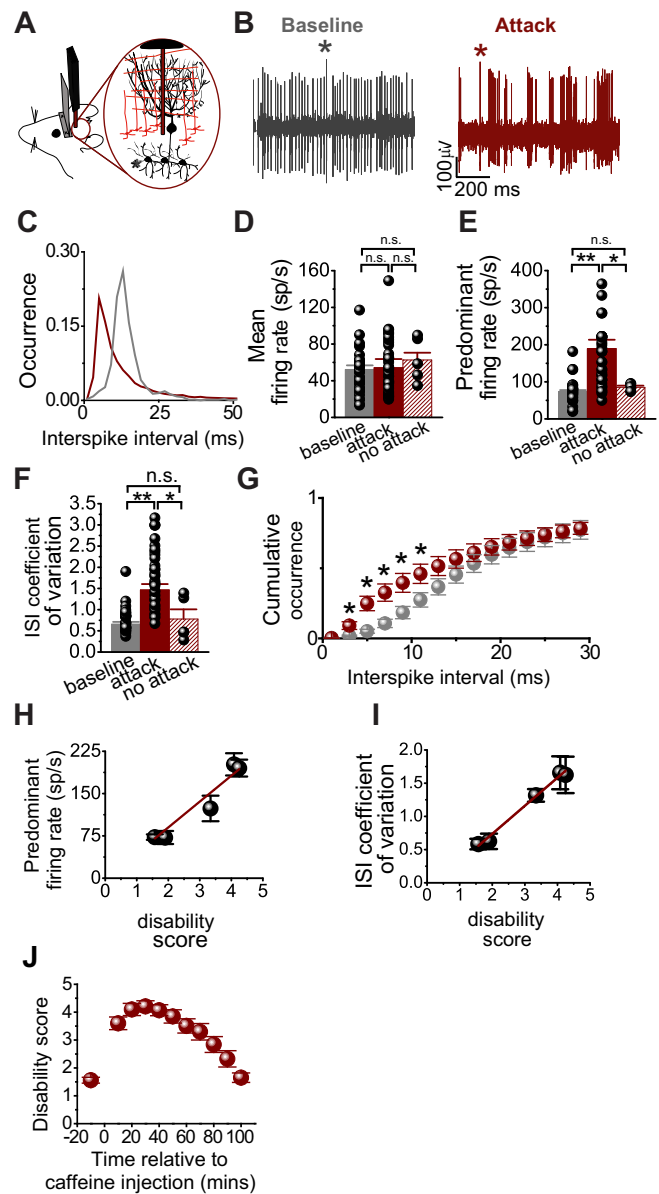 A
B
Baseline
Attack
*
*
100 μV
200 ms
C
0.30
0.15
0.00
Occurrence
0
25
50
Interspike interval (ms)
D
n.s.
n.s.
n.s.
160
120
80
40
0
Mean
firing rate (sp/s)
baseline
attack
no attack
E
n.s.
**
*
400
300
200
100
0
Predominant
firing rate (sp/s)
baseline
attack
no attack
F
n.s.
**
*
3.5
3.0
2.5
2.0
1.5
1.0
0.5
0.0
ISI coefficient
of variation
baseline
attack
no attack
G
1
0
Cumulative
occurrence
* * * * *
0
10
20
30
Interspike interval (ms)
H
225
150
75
0
Predominant
firing rate (sp/s)
0 1 2 3 4 5
disability
score
I
2.0
1.5
1.0
0.5
0.0
ISI coefficient
of variation
0 1 2 3 4 5
disability
score
J
5
4
3
2
1
0
Disability score
-20 0 20 40 60 80 100
Time relative to
caffeine injection (mins)